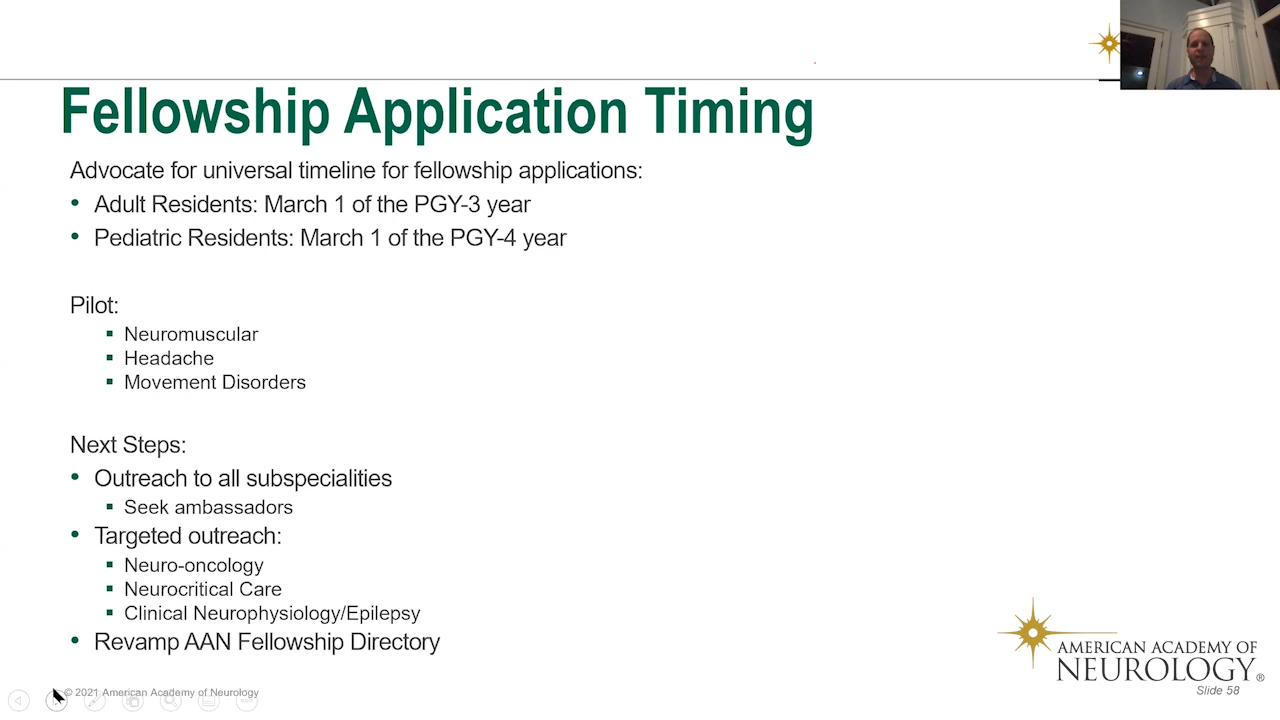 Fellowship Application Timing
Advocate for universal timeline for fellowship applications:
• Adult Residents: March 1 of the PGY-3 year
• Pediatric Residents: March 1 of the PGY-4 year
Pilot:
▪ Neuromuscular
▪ Headache
▪ Movement Disorders
Next Steps:
• Outreach to all subspecialities
▪ Seek ambassadors
• Targeted outreach:
▪ Neuro-oncology
▪ Neurocritical Care
▪ Clinical Neurophysiology/Epilepsy
• Revamp AAN Fellowship Directory
© 2021 American Academy of Neurology
AMERICAN ACADEMY OF
NEUROLOGY®
Slide 58